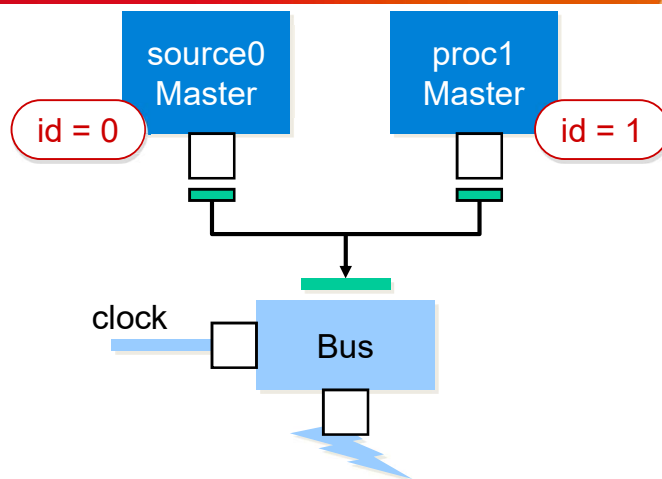 source0
Master
proc1
Master
id = 0
id = 1
clock
Bus